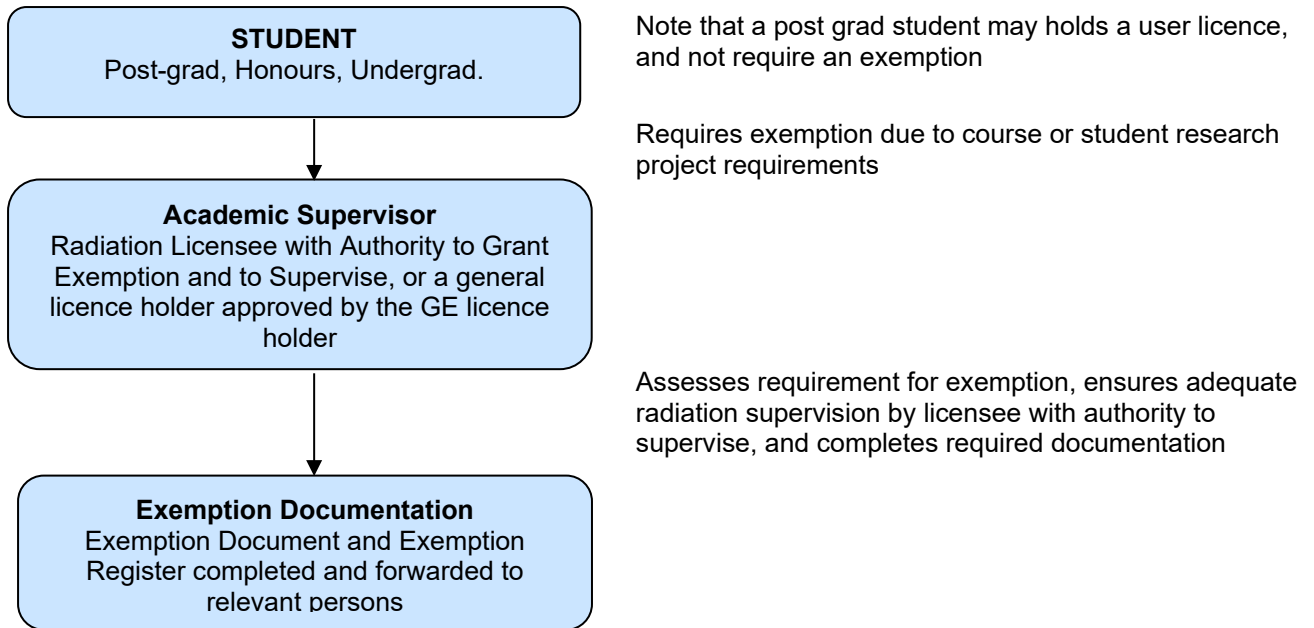 STUDENT
Post-grad, Honours, Undergrad.
Note that a post grad student may holds a user licence,
and not require an exemption
Requires exemption due to course or student research
project requirements
Academic Supervisor
Radiation Licensee with Authority to Grant
Exemption and to Supervise, or a general
licence holder approved by the GE licence
holder
Assesses requirement for exemption, ensures adequate
radiation supervision by licensee with authority to
supervise, and completes required documentation
Exemption Documentation
Exemption Document and Exemption
Register completed and forwarded to
relevant persons